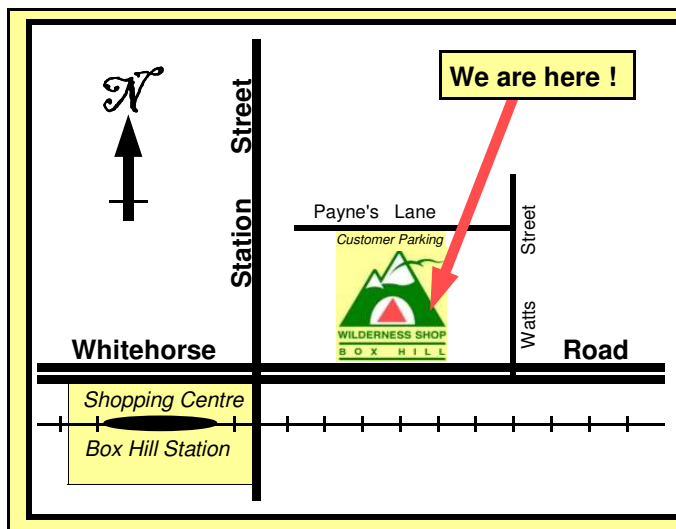 We are here !
N
Station Street
Payne's Lane
Customer Parking
Watts Street
WILDERNESS SHOP
BOX HILL
Whitehorse Road
Shopping Centre
Box Hill Station